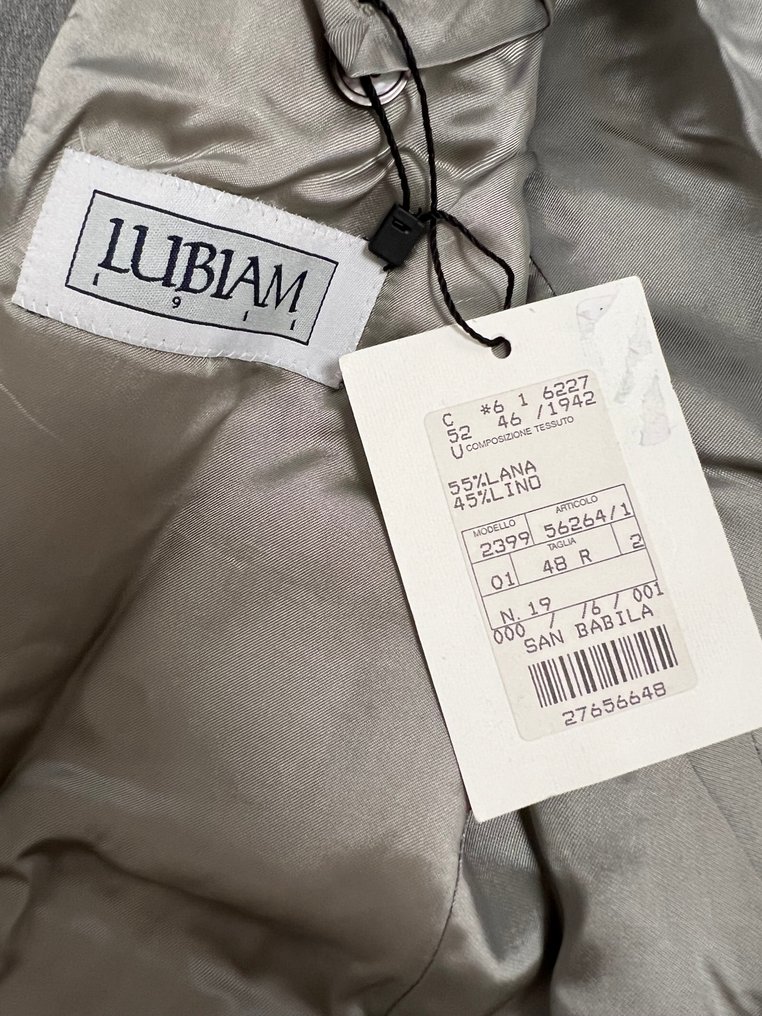 LUBIAM
1 9 1 1
C *6 1 6227
52 46 /1942
U COMPOSIZIONE TESSUTO
55%LANA
45%LINO
MODELLO ARTICOLO
2399 56264/1
TAGLIA
01 48 R 2
N. 19
000 / /6 / 001
SAN BABILA
27656648